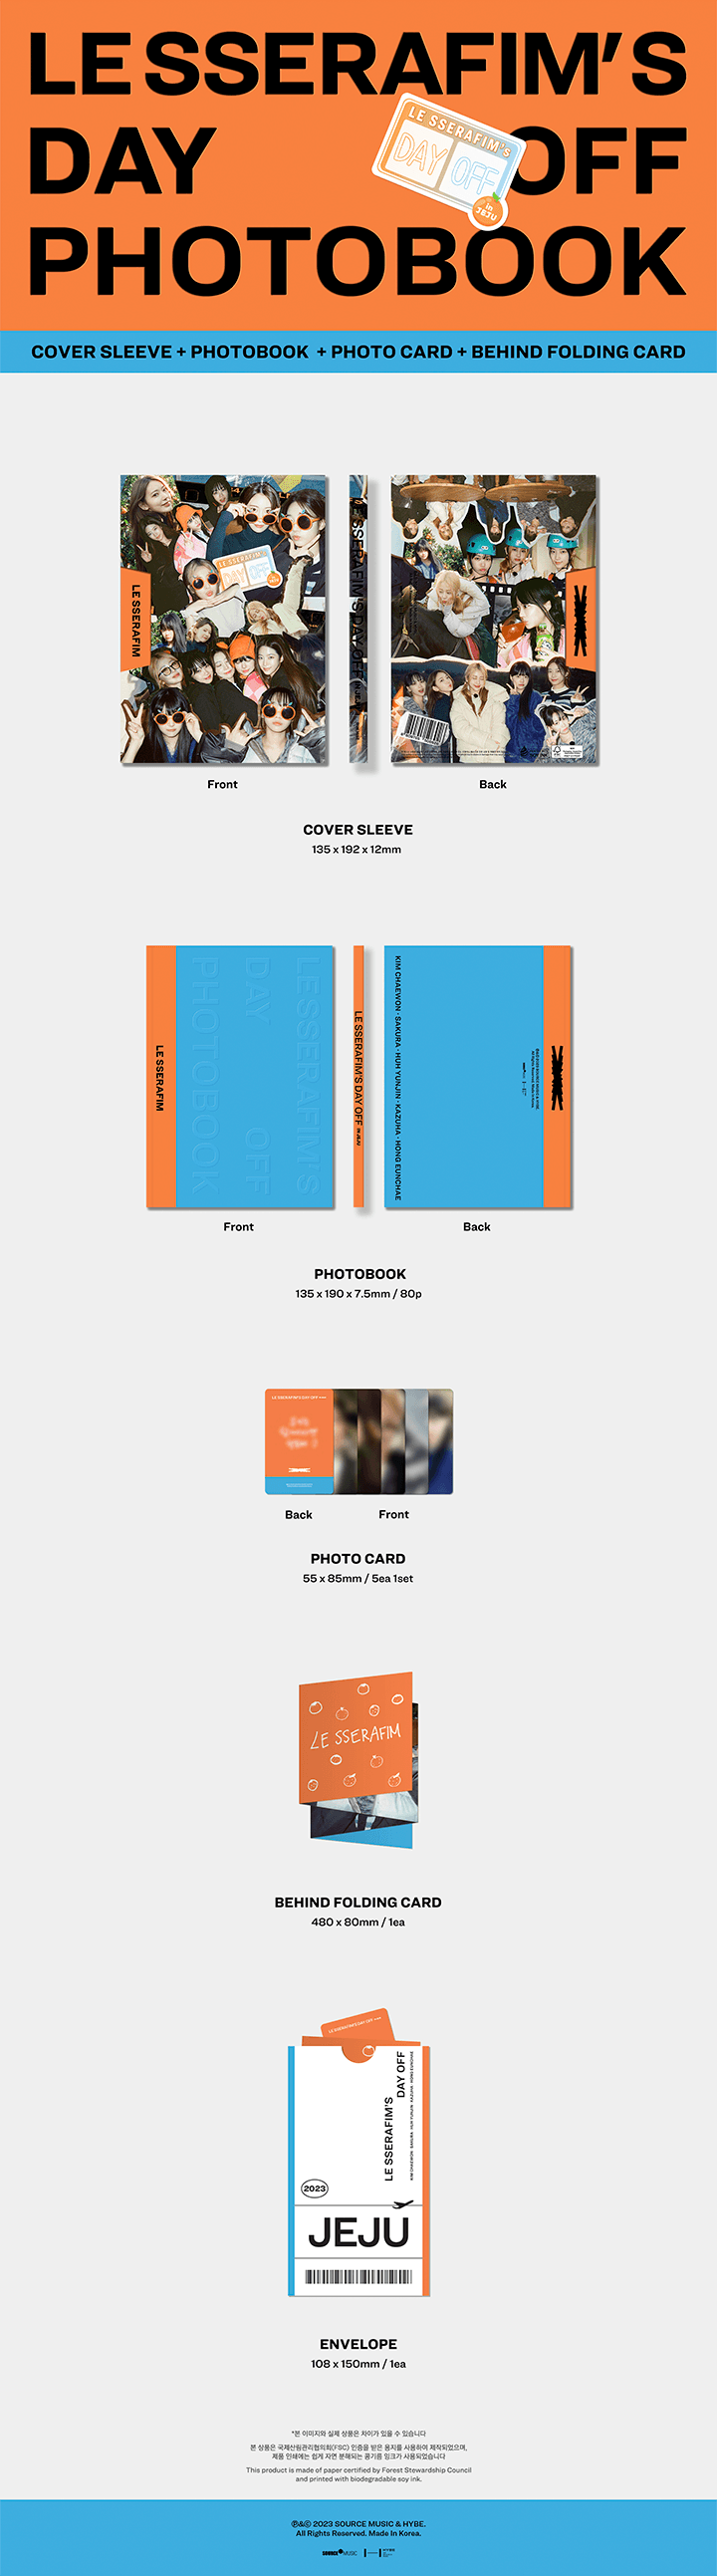 LE SSERAFIM'S
DAY OFF
PHOTOBOOK
LE SSERAFIM's
DAY OFF
in
JEJU
COVER SLEEVE + PHOTOBOOK + PHOTO CARD + BEHIND FOLDING CARD
LE SSERAFIM
LE SSERAFIM's
DAY OFF
LE SSERAFIM'S DAY OFF
Front
Back
COVER SLEEVE
135 x 192 x 12mm
LE SSERAFIM
LE SSERAFIM'S
DAY OFF
PHOTOBOOK
LE SSERAFIM'S DAY OFF IN JEJU
KIM CHAEWON · SAKURA · HUH YUNJIN · KAZUHA · HONG EUNCHAE
Front
Back
PHOTOBOOK
135 x 190 x 7.5mm / 80p
LE SSERAFIM'S DAY OFF
Back
Front
PHOTO CARD
55 x 85mm / 5ea 1set
LE SSERAFIM
BEHIND FOLDING CARD
480 x 80mm / 1ea
LE SSERAFIM'S DAY OFF
LE SSERAFIM'S
DAY OFF
KIM CHAEWON · SAKURA · HUH YUNJIN · KAZUHA · HONG EUNCHAE
2023
JEJU
ENVELOPE
108 x 150mm / 1ea
*본 이미지와 실제 상품은 차이가 있을 수 있습니다
본 상품은 국제산림관리협의회(FSC) 인증을 받은 용지를 사용하여 제작되었으며,
제품 인쇄에는 쉽게 자연 분해되는 콩기름 잉크가 사용되었습니다
This product is made of paper certified by Forest Stewardship Council
and printed with biodegradable soy ink.
℗&© 2023 SOURCE MUSIC & HYBE.
All Rights Reserved. Made In Korea.
SOURCE MUSIC
HYBE